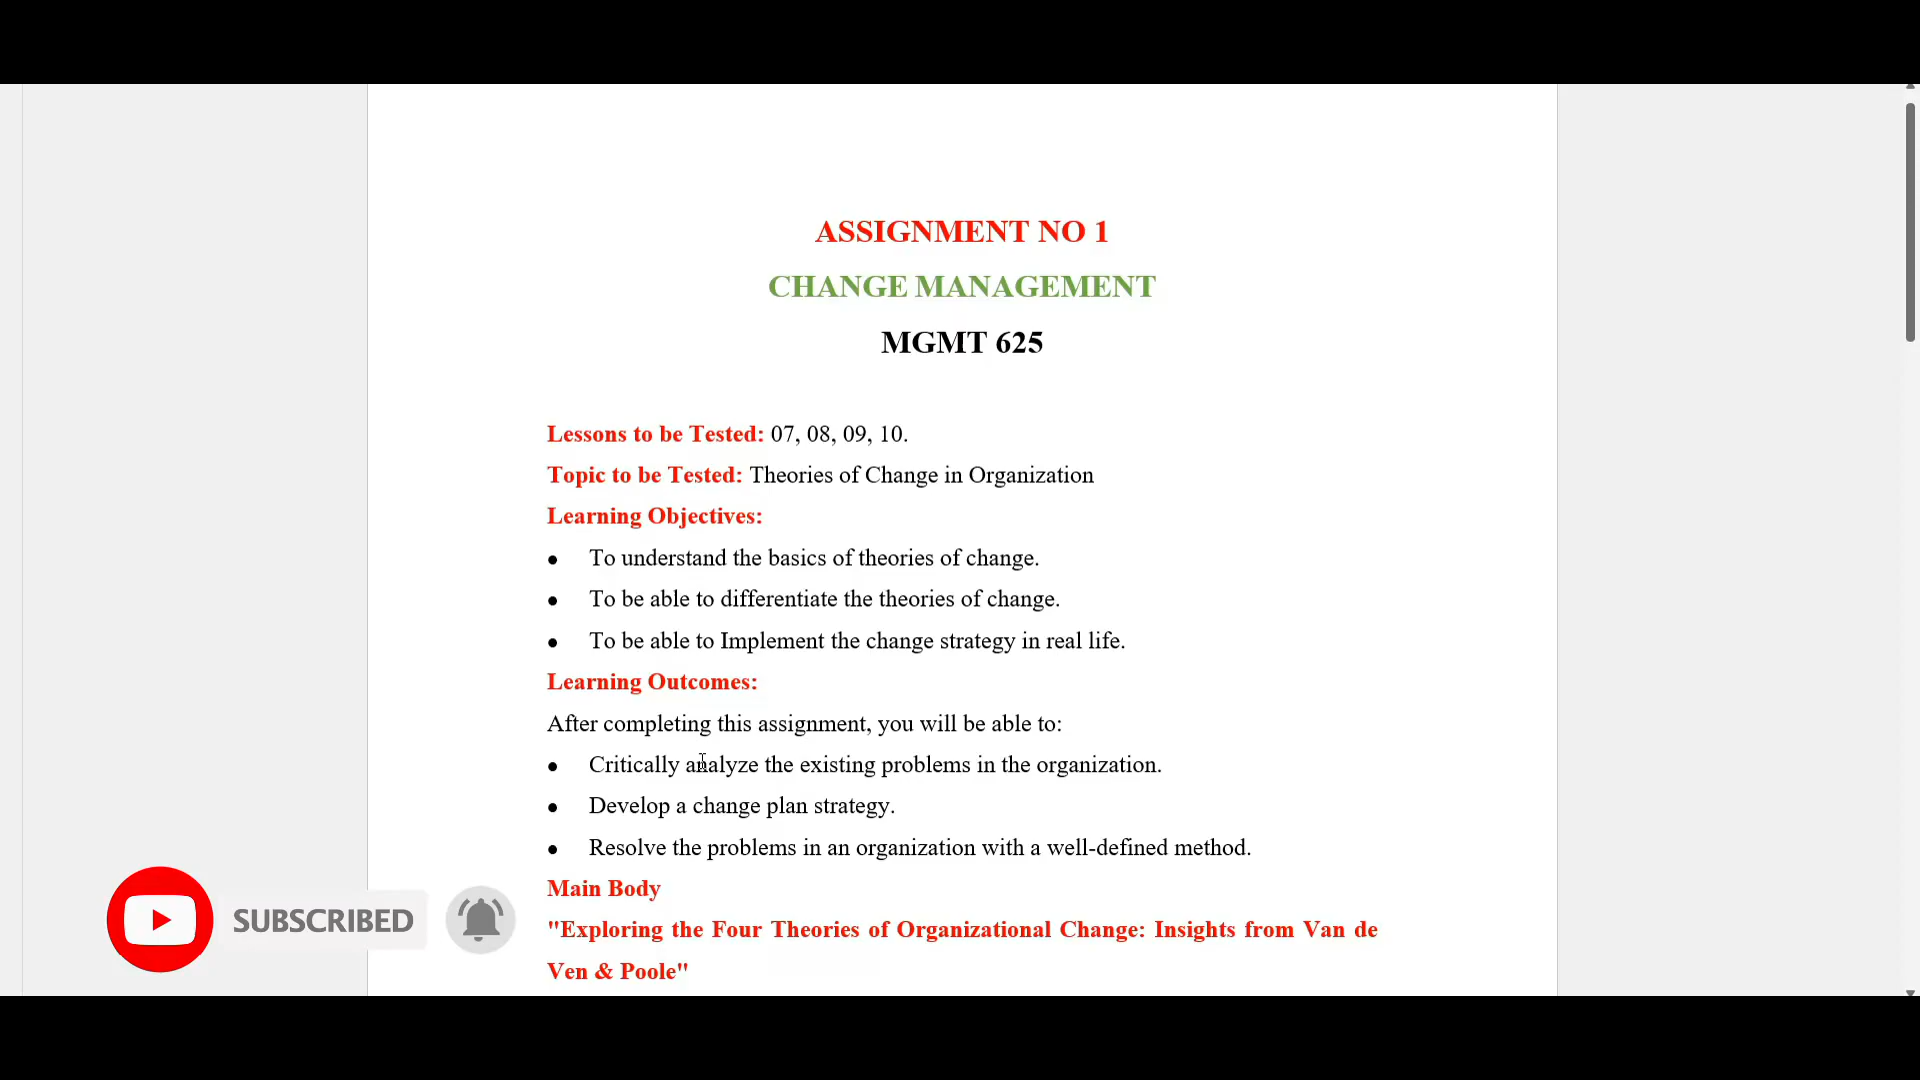 ASSIGNMENT NO 1
CHANGE MANAGEMENT
MGMT 625
Lessons to be Tested: 07, 08, 09, 10.
Topic to be Tested: Theories of Change in Organization
Learning Objectives:
● To understand the basics of theories of change.
● To be able to differentiate the theories of change.
● To be able to Implement the change strategy in real life.
Learning Outcomes:
After completing this assignment, you will be able to:
● Critically analyze the existing problems in the organization.
● Develop a change plan strategy.
● Resolve the problems in an organization with a well-defined method.
Main Body
"Exploring the Four Theories of Organizational Change: Insights from Van de
Ven & Poole"
SUBSCRIBED